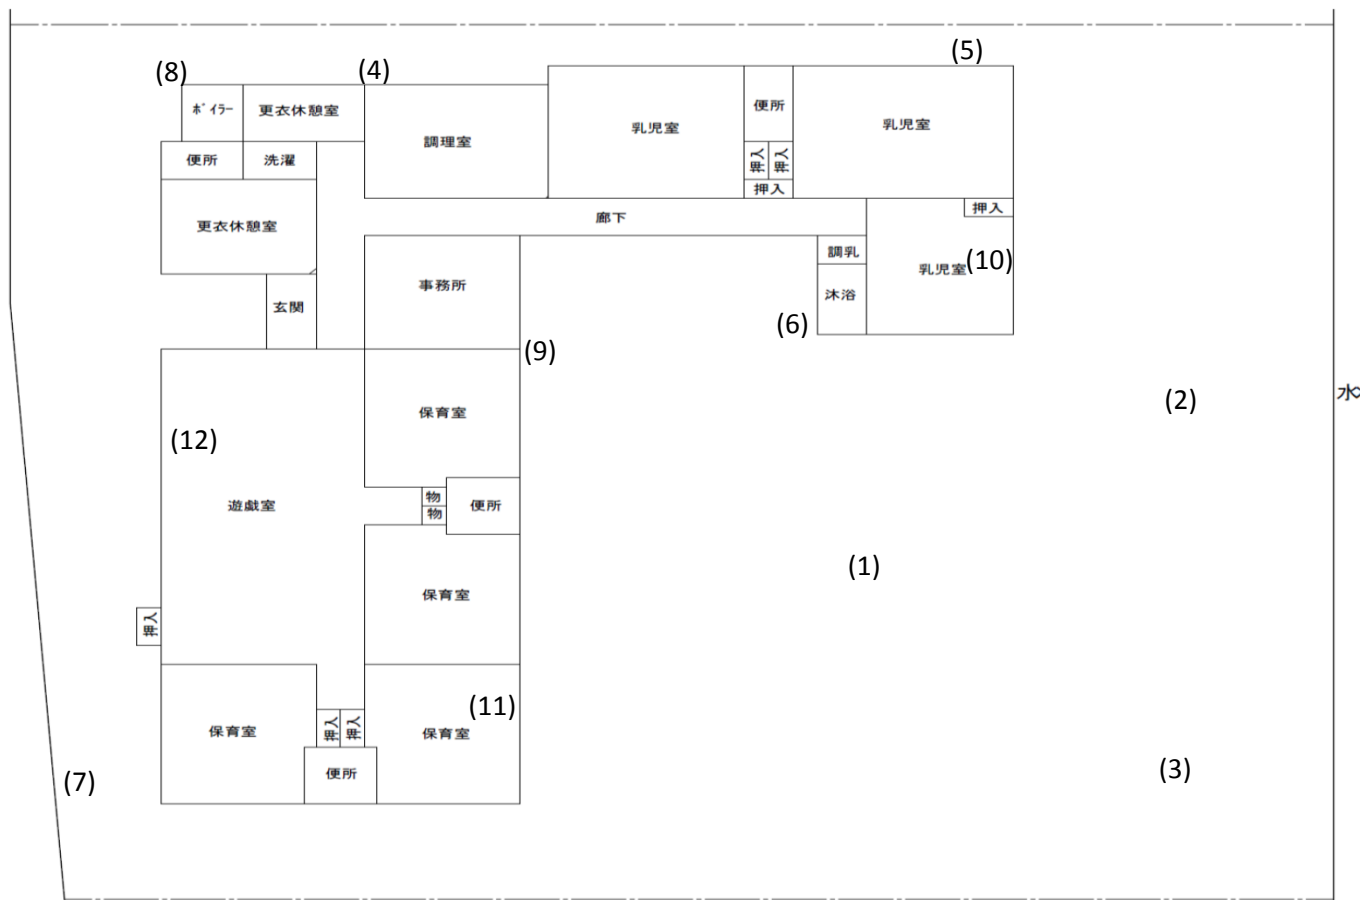 (5)
(8)
(4)
ボイラー
更衣休憩室
調理室
乳児室
便所
乳児室
便所
洗濯
押入
押入
押入
更衣休憩室
廊下
押入
調乳
乳児室
(10)
事務所
沐浴
玄関
(6)
(9)
保育室
(2)
水
(12)
遊戯室
物
物
便所
(1)
保育室
押入
(11)
保育室
押入
押入
保育室
便所
(7)
(3)